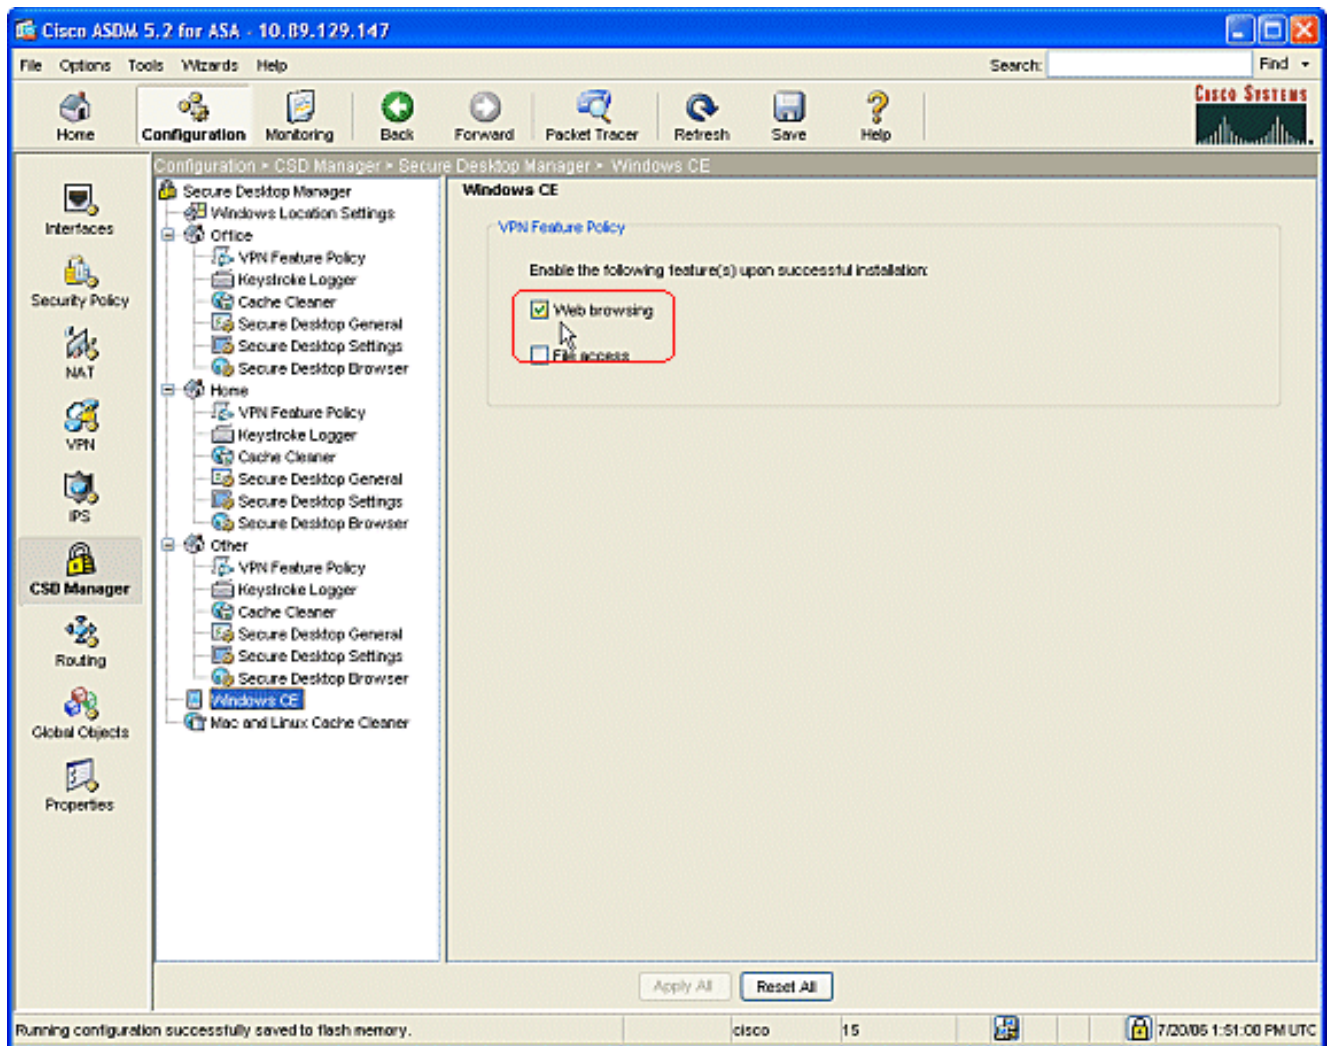 Cisco ASDM 5.2 for ASA - 10.89.129.147
File Options Tools Wizards Help
Search:
Find
Home
Configuration
Monitoring
Back
Forward
Packet Tracer
Refresh
Save
Help
CISCO SYSTEMS
Configuration > CSD Manager > Secure Desktop Manager > Windows CE
Interfaces
Security Policy
NAT
VPN
IPS
CSD Manager
Routing
Global Objects
Properties
Secure Desktop Manager
Windows Location Settings
Office
VPN Feature Policy
Keystroke Logger
Cache Cleaner
Secure Desktop General
Secure Desktop Settings
Secure Desktop Browser
Home
VPN Feature Policy
Keystroke Logger
Cache Cleaner
Secure Desktop General
Secure Desktop Settings
Secure Desktop Browser
Other
VPN Feature Policy
Keystroke Logger
Cache Cleaner
Secure Desktop General
Secure Desktop Settings
Secure Desktop Browser
Windows CE
Mac and Linux Cache Cleaner
Windows CE
VPN Feature Policy
Enable the following feature(s) upon successful installation:
Web browsing
File access
Apply All
Reset All
Running configuration successfully saved to flash memory.
cisco
15
7/20/06 1:51:00 PM UTC